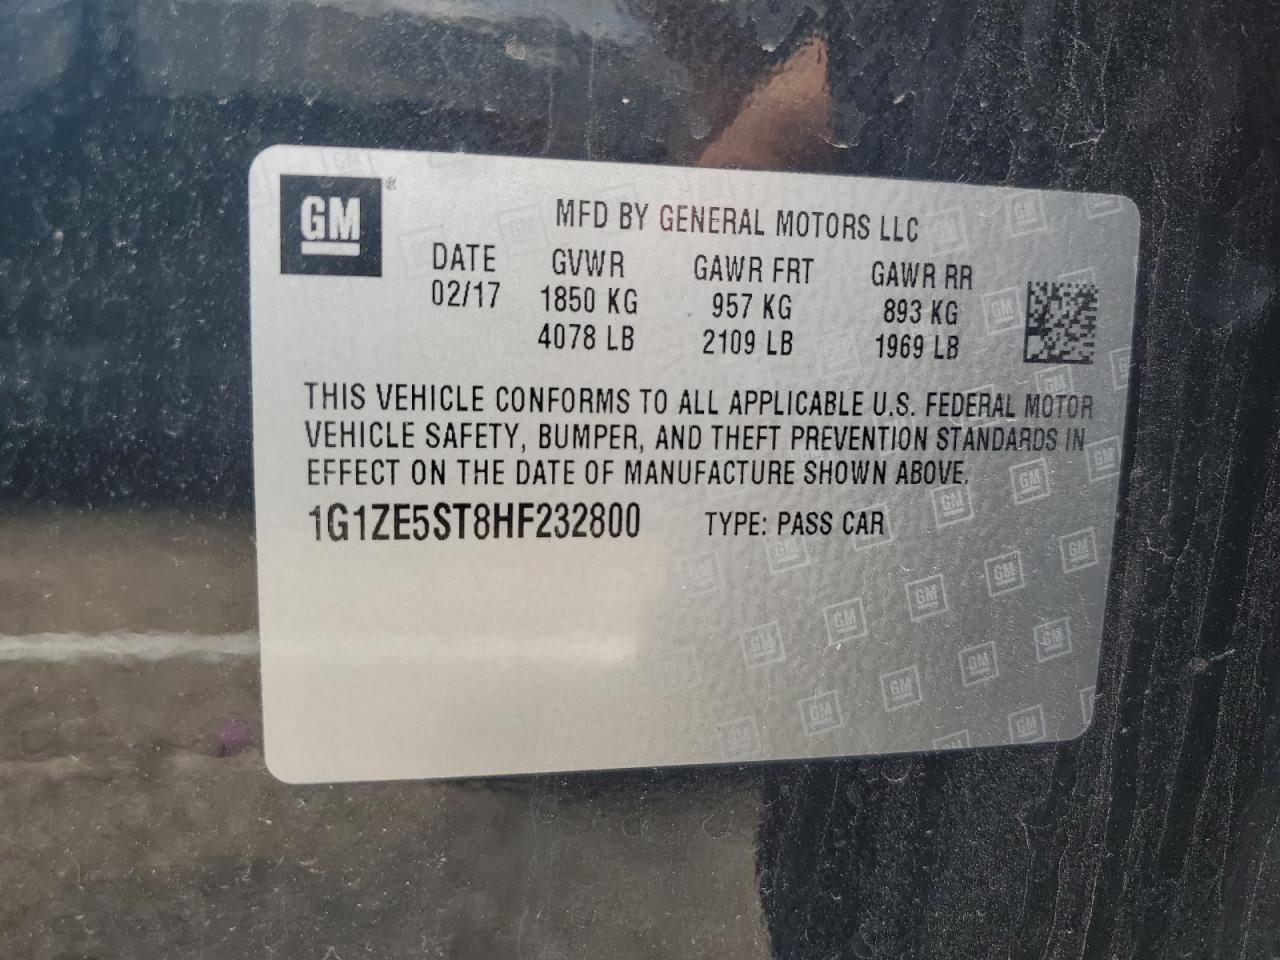 GM ®
MFD BY GENERAL MOTORS LLC
DATE GVWR GAWR FRT GAWR RR
02/17 1850 KG 957 KG 893 KG
4078 LB 2109 LB 1969 LB
THIS VEHICLE CONFORMS TO ALL APPLICABLE U.S. FEDERAL MOTOR
VEHICLE SAFETY, BUMPER, AND THEFT PREVENTION STANDARDS IN
EFFECT ON THE DATE OF MANUFACTURE SHOWN ABOVE.
1G1ZE5ST8HF232800 TYPE: PASS CAR